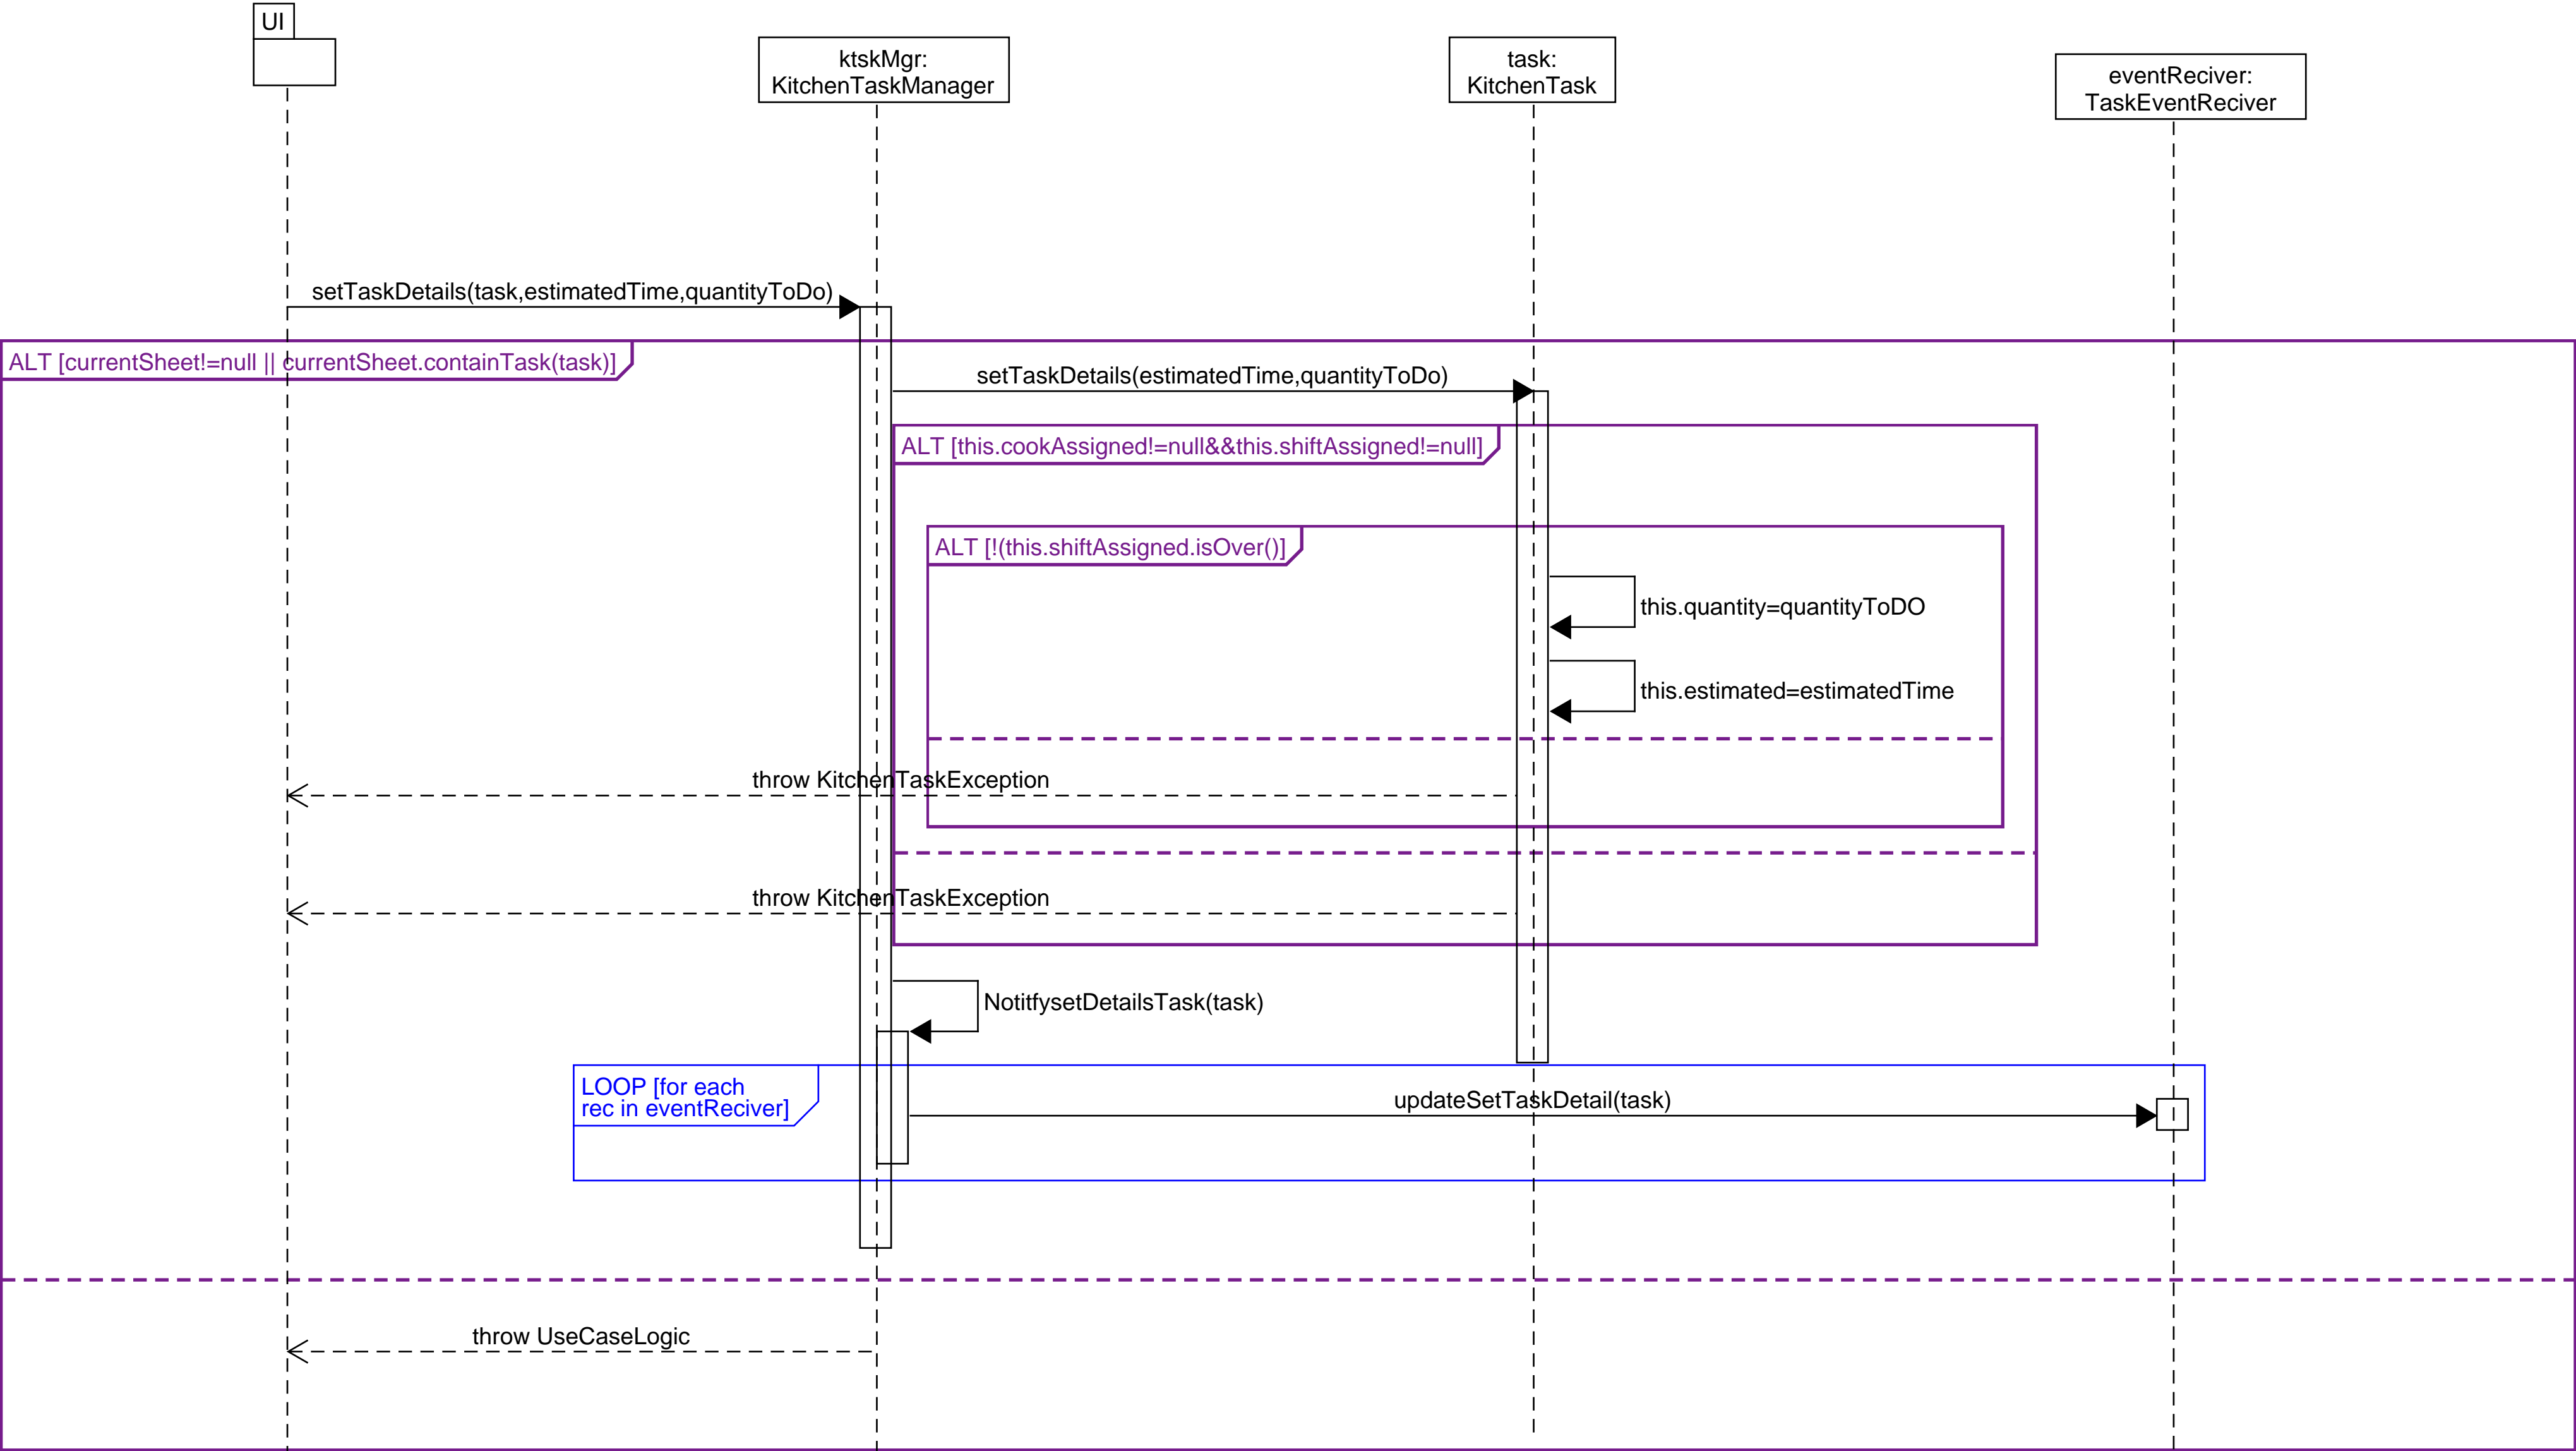 UI
ktskMgr:
KitchenTaskManager
task:
KitchenTask
eventReciver:
TaskEventReciver
setTaskDetails(task,estimatedTime,quantityToDo)
ALT [currentSheet!=null || currentSheet.containTask(task)]
setTaskDetails(estimatedTime,quantityToDo)
ALT [this.cookAssigned!=null&&this.shiftAssigned!=null]
ALT [!(this.shiftAssigned.isOver()]
this.quantity=quantityToDO
this.estimated=estimatedTime
throw KitchenTaskException
throw KitchenTaskException
NotitfysetDetailsTask(task)
LOOP [for each
rec in eventReciver]
updateSetTaskDetail(task)
throw UseCaseLogic